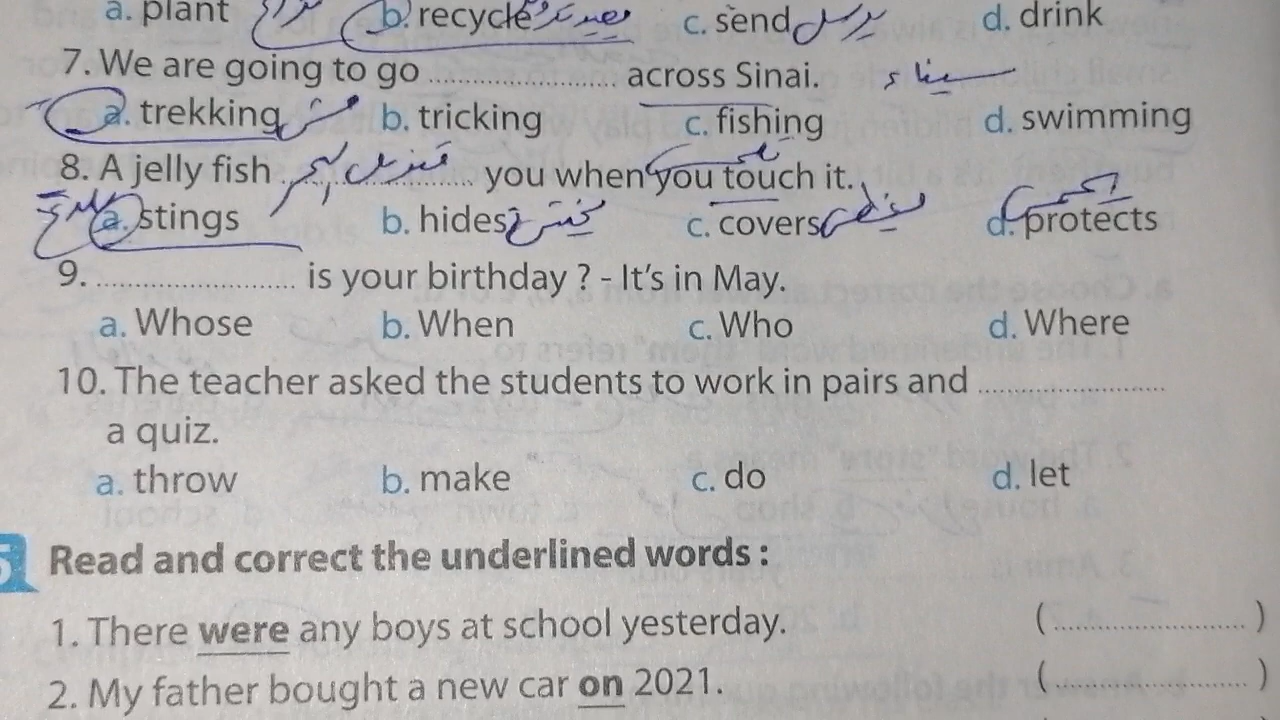 a. plant b. recycle c. send d. drink
7. We are going to go .................... across Sinai. سيناء
a. trekking b. tricking c. fishing d. swimming
8. A jelly fish .................... you when you touch it.
a. stings b. hides c. covers d. protects
9. .................... is your birthday ? - It's in May.
a. Whose b. When c. Who d. Where
10. The teacher asked the students to work in pairs and ....................
a quiz.
a. throw b. make c. do d. let
5 Read and correct the underlined words :
1. There were any boys at school yesterday. (....................)
2. My father bought a new car on 2021. (....................)